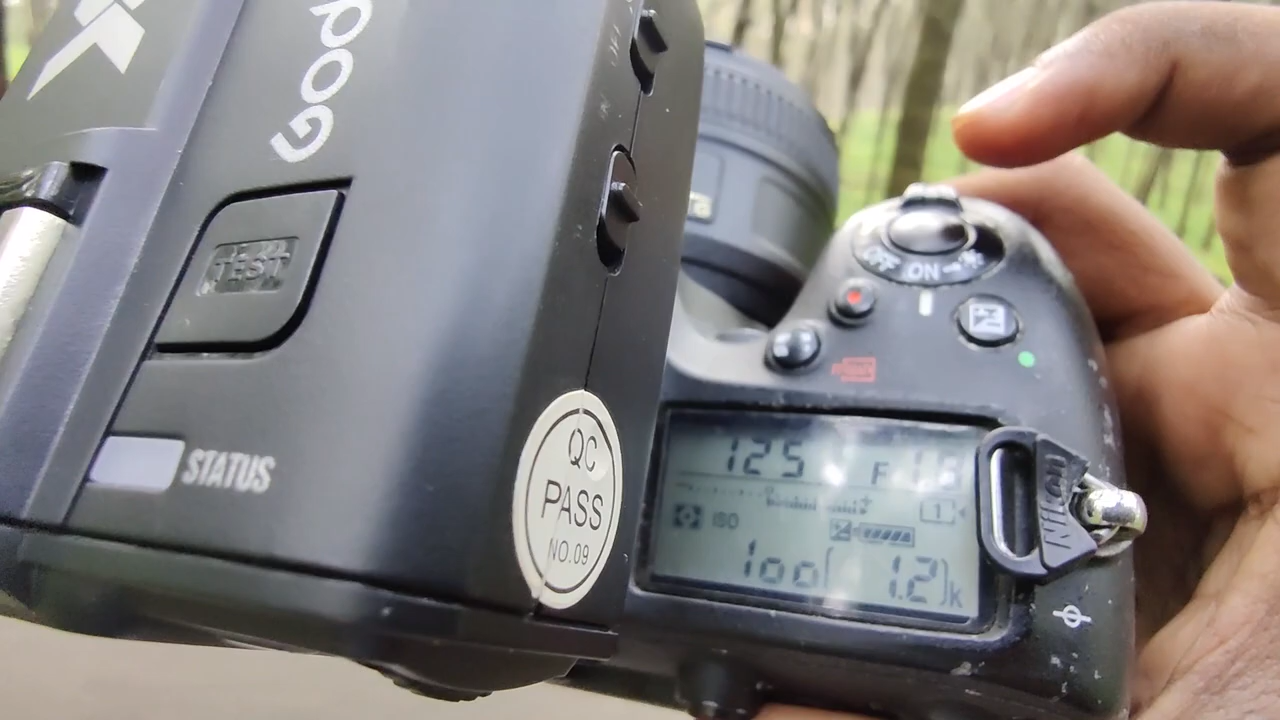 Godo
TEST
STATUS
QC
PASS
NO.09
OFF ON
125 F 1.8
1
ISO
100 [ 1.2]k
Nikon